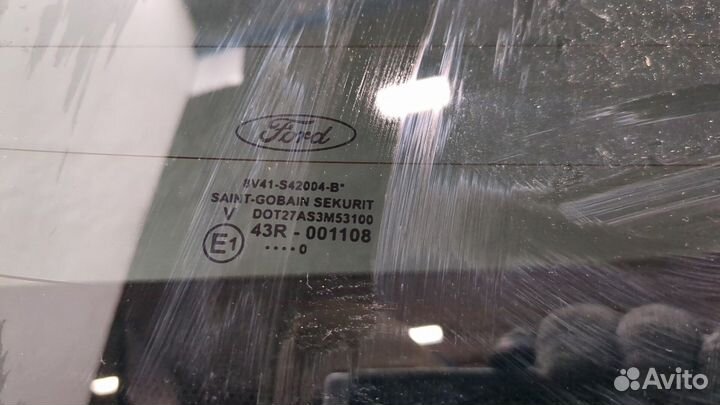 Ford
8V41-S42004-B*
SAINT-GOBAIN SEKURIT
V DOT27AS3M53100
E1 43R - 001108
••••0
Avito